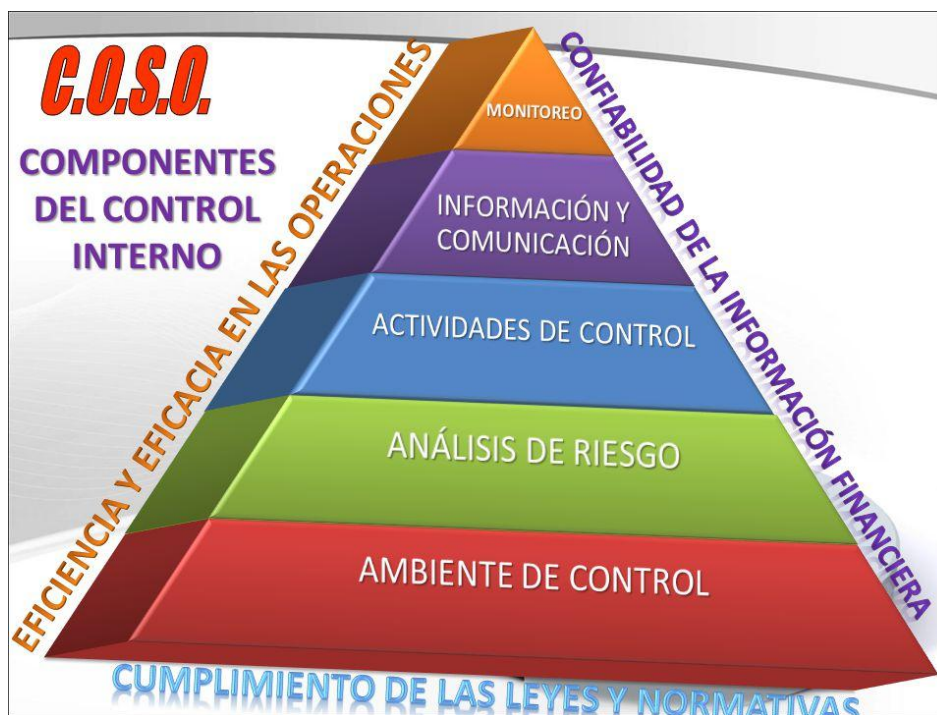 C.O.S.O.
COMPONENTES
DEL CONTROL
INTERNO
EFICIENCIA Y EFICACIA EN LAS OPERACIONES
CONFIABILIDAD DE LA INFORMACIÓN FINANCIERA
MONITOREO
INFORMACIÓN Y
COMUNICACIÓN
ACTIVIDADES DE CONTROL
ANÁLISIS DE RIESGO
AMBIENTE DE CONTROL
CUMPLIMIENTO DE LAS LEYES Y NORMATIVAS